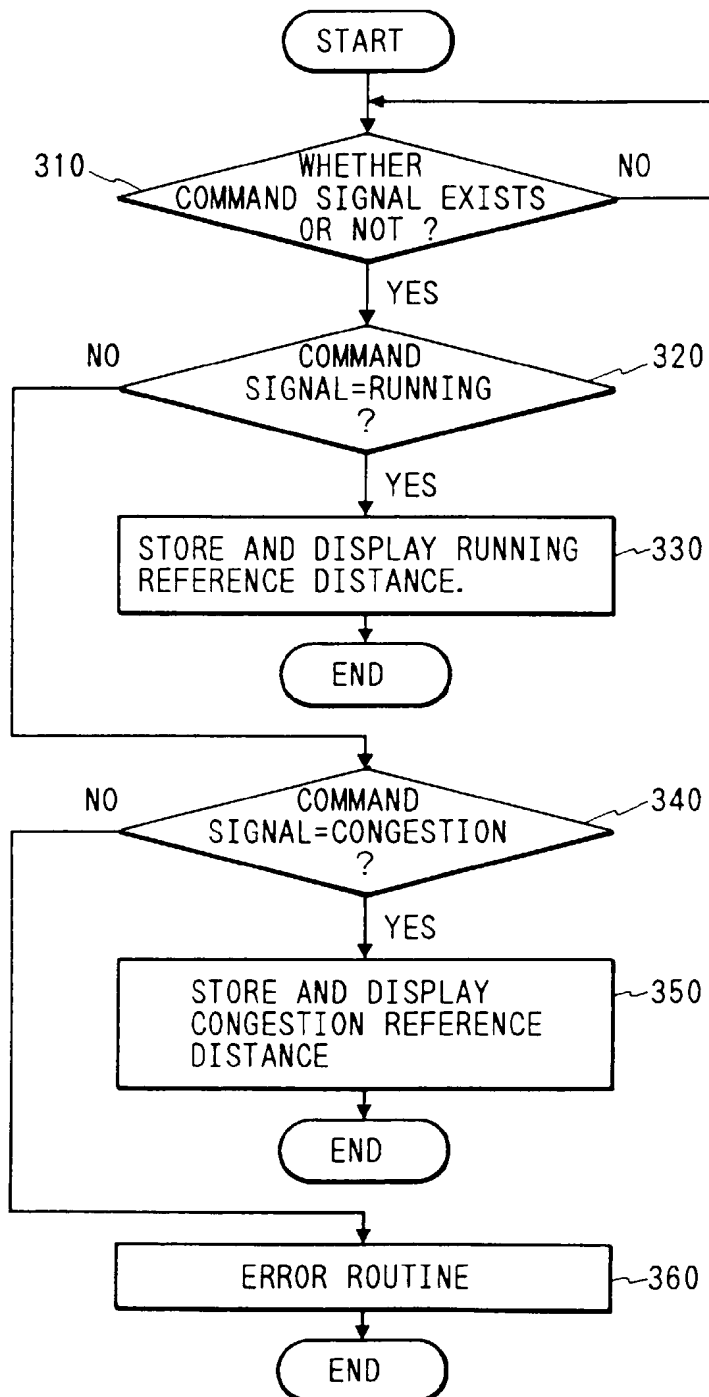 START
310
WHETHER
COMMAND SIGNAL EXISTS
OR NOT ?
NO
YES
NO
COMMAND
SIGNAL=RUNNING
?
320
YES
STORE AND DISPLAY RUNNING
REFERENCE DISTANCE.
330
END
NO
COMMAND
SIGNAL=CONGESTION
?
340
YES
STORE AND DISPLAY
CONGESTION REFERENCE
DISTANCE
350
END
ERROR ROUTINE
360
END